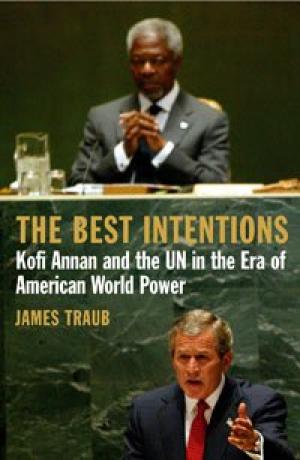 THE BEST INTENTIONS
Kofi Annan and the UN in the Era of
American World Power
JAMES TRAUB